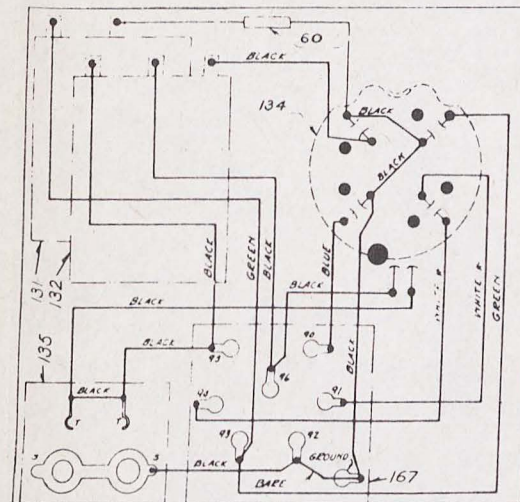 60
134
BLACK
BLACK
BLACK
131
132
135
BLACK
GREEN
BLACK
BLUE
BLACK
WHITE R
WHITE R
GREEN
BLACK
BLACK
BLACK
93
96
90
91
BLACK
T
T
93
92
S
S
BLACK
BARE
GROUND
167